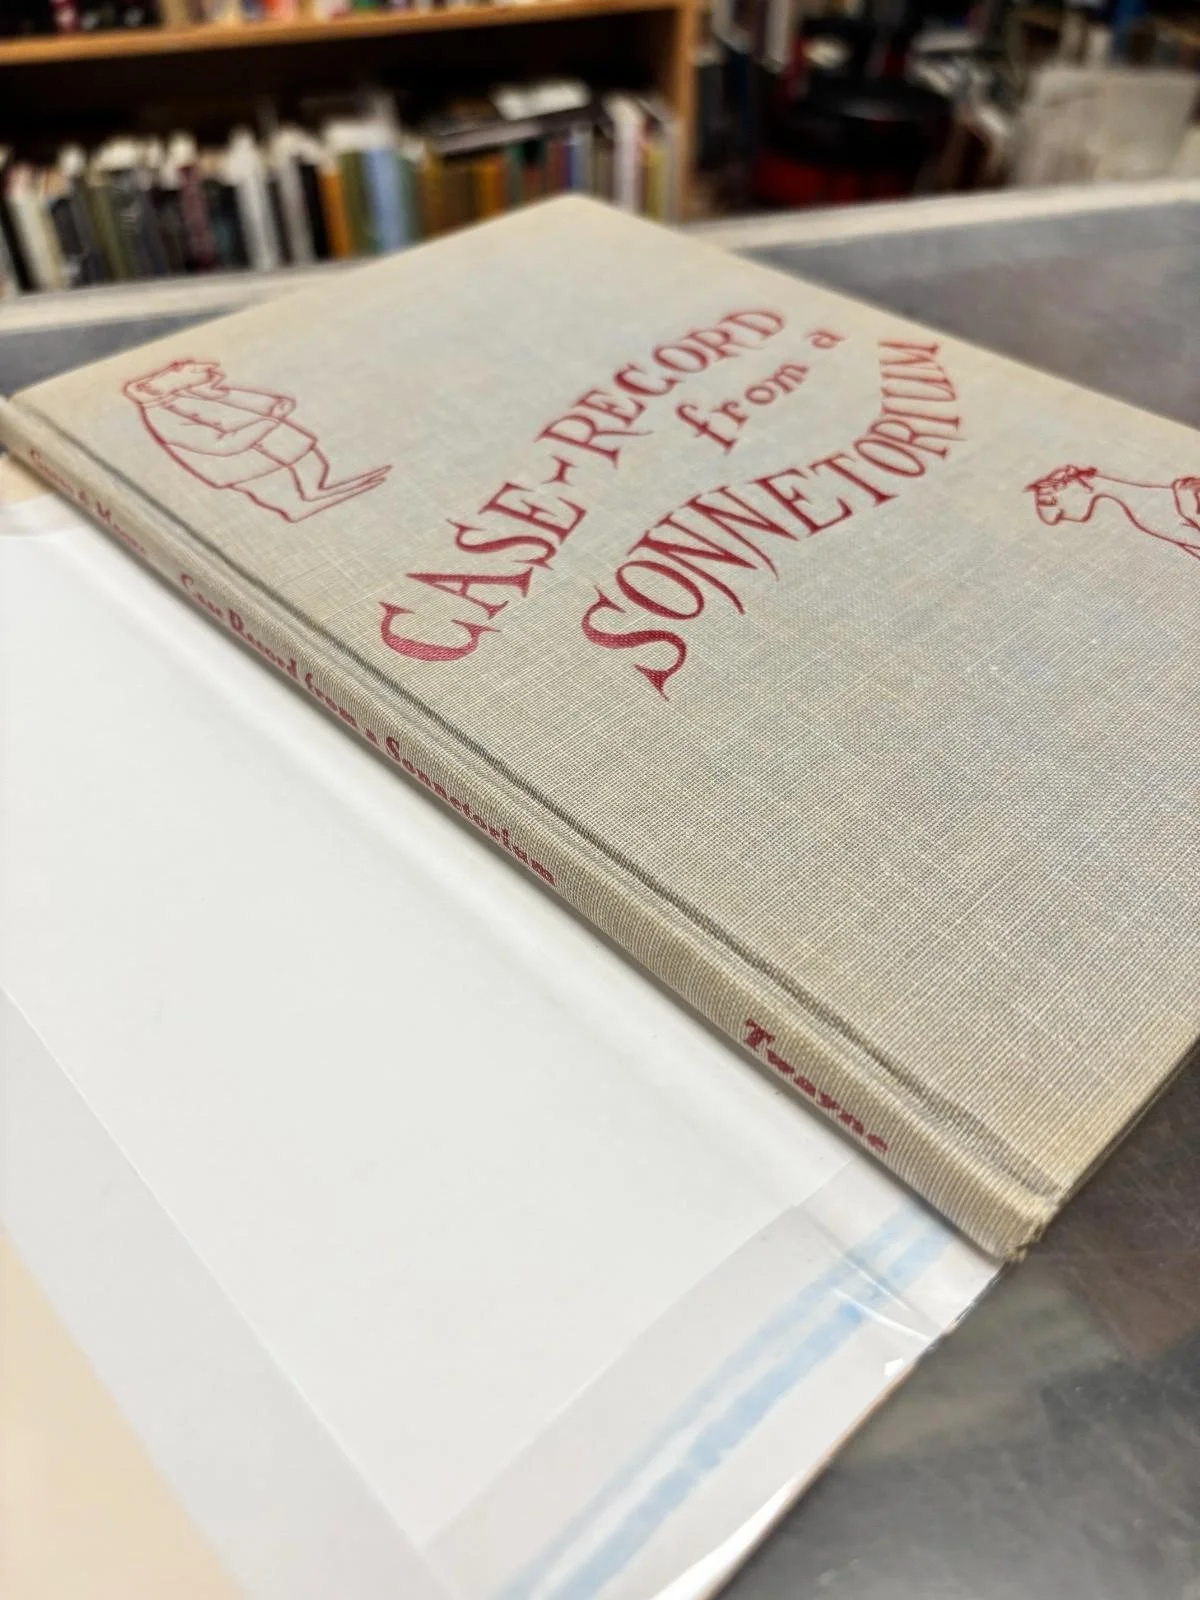 CASE-RECORD
from a
SONNETORIUM
Case Record from a Sonnetorium
Twayne